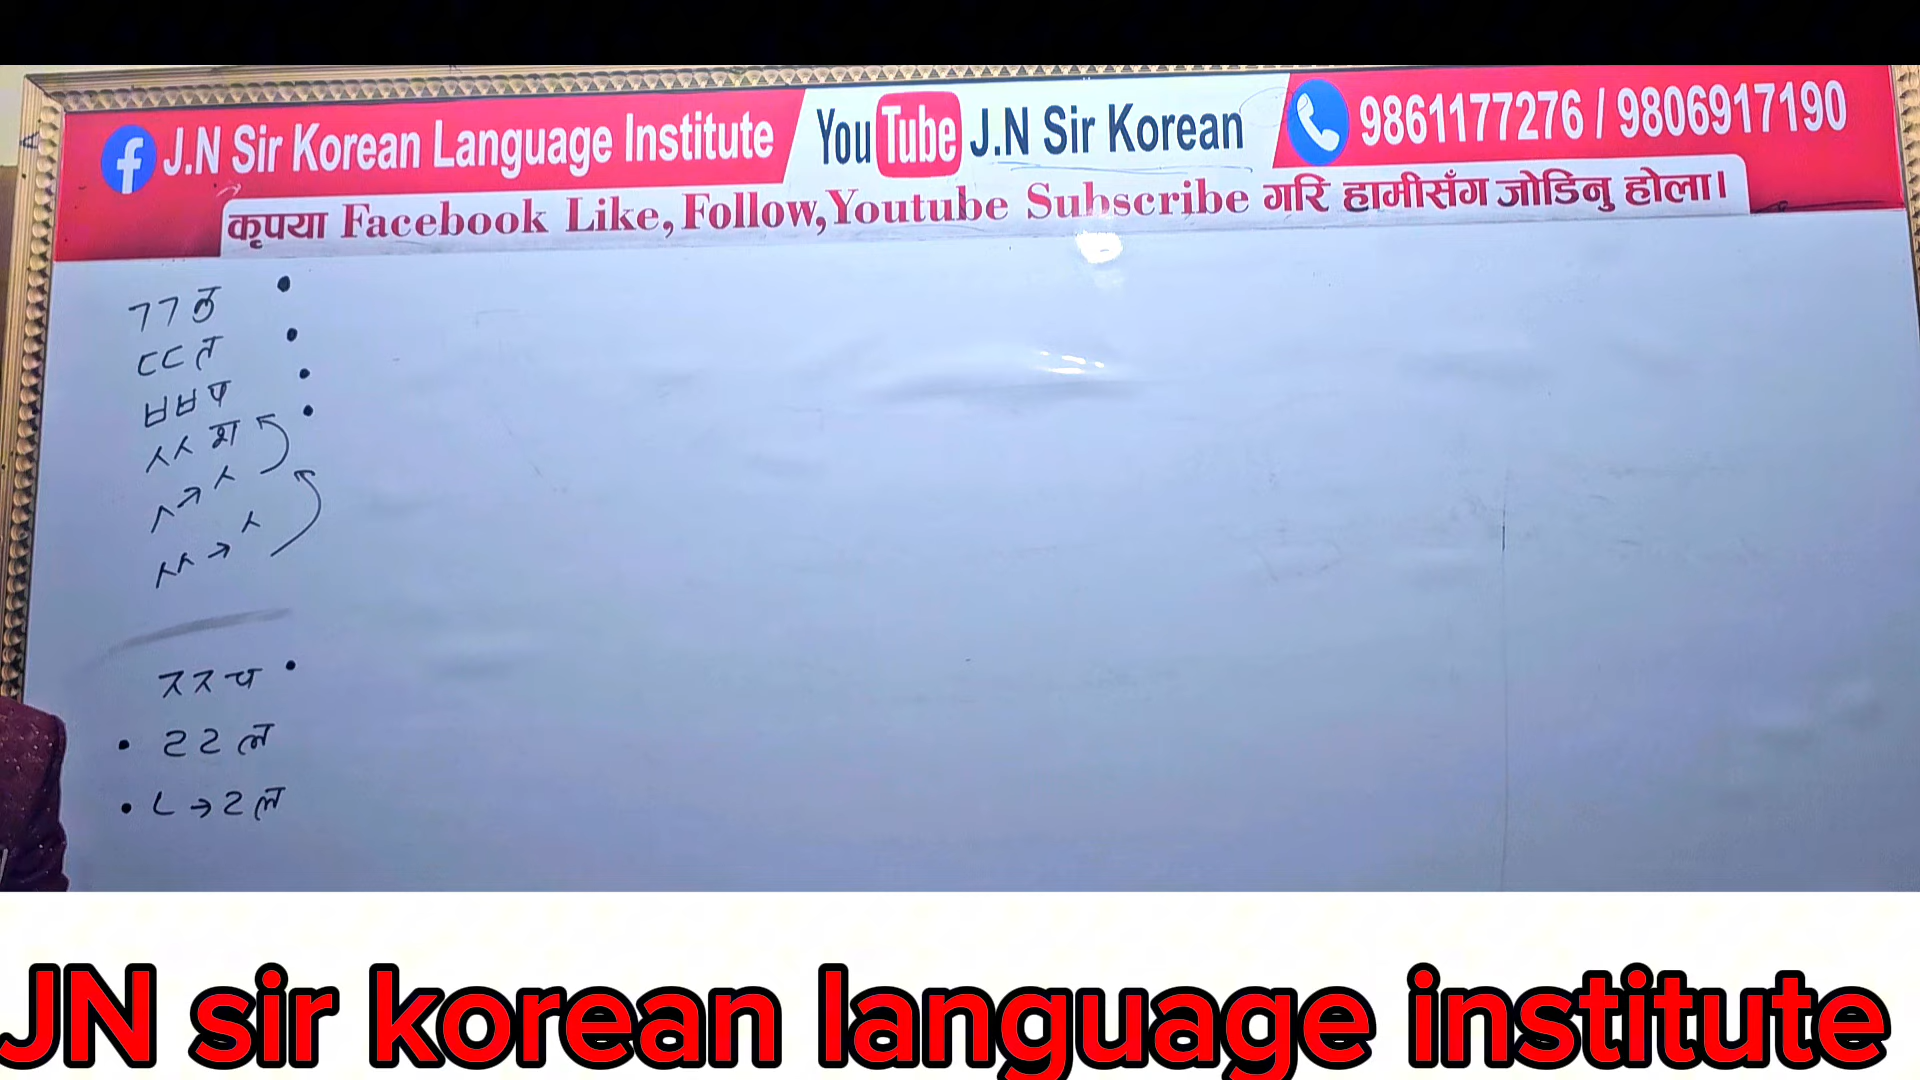 J.N Sir Korean Language Institute YouTube J.N Sir Korean 9861177276 / 9806917190
कृपया Facebook Like, Follow, Youtube Subscribe गरि हामीसँग जोडिनु होला।
ㄱㄱ
ㄷㄷ त
ㅂㅂ प
ㅅㅅ श
ㅅ → ㅅ
ㅅㅅ → ㅅ
ㅈㅈ च
ㄹㄹ ल
ㄴ → ㄹ ल
JN sir korean language institute